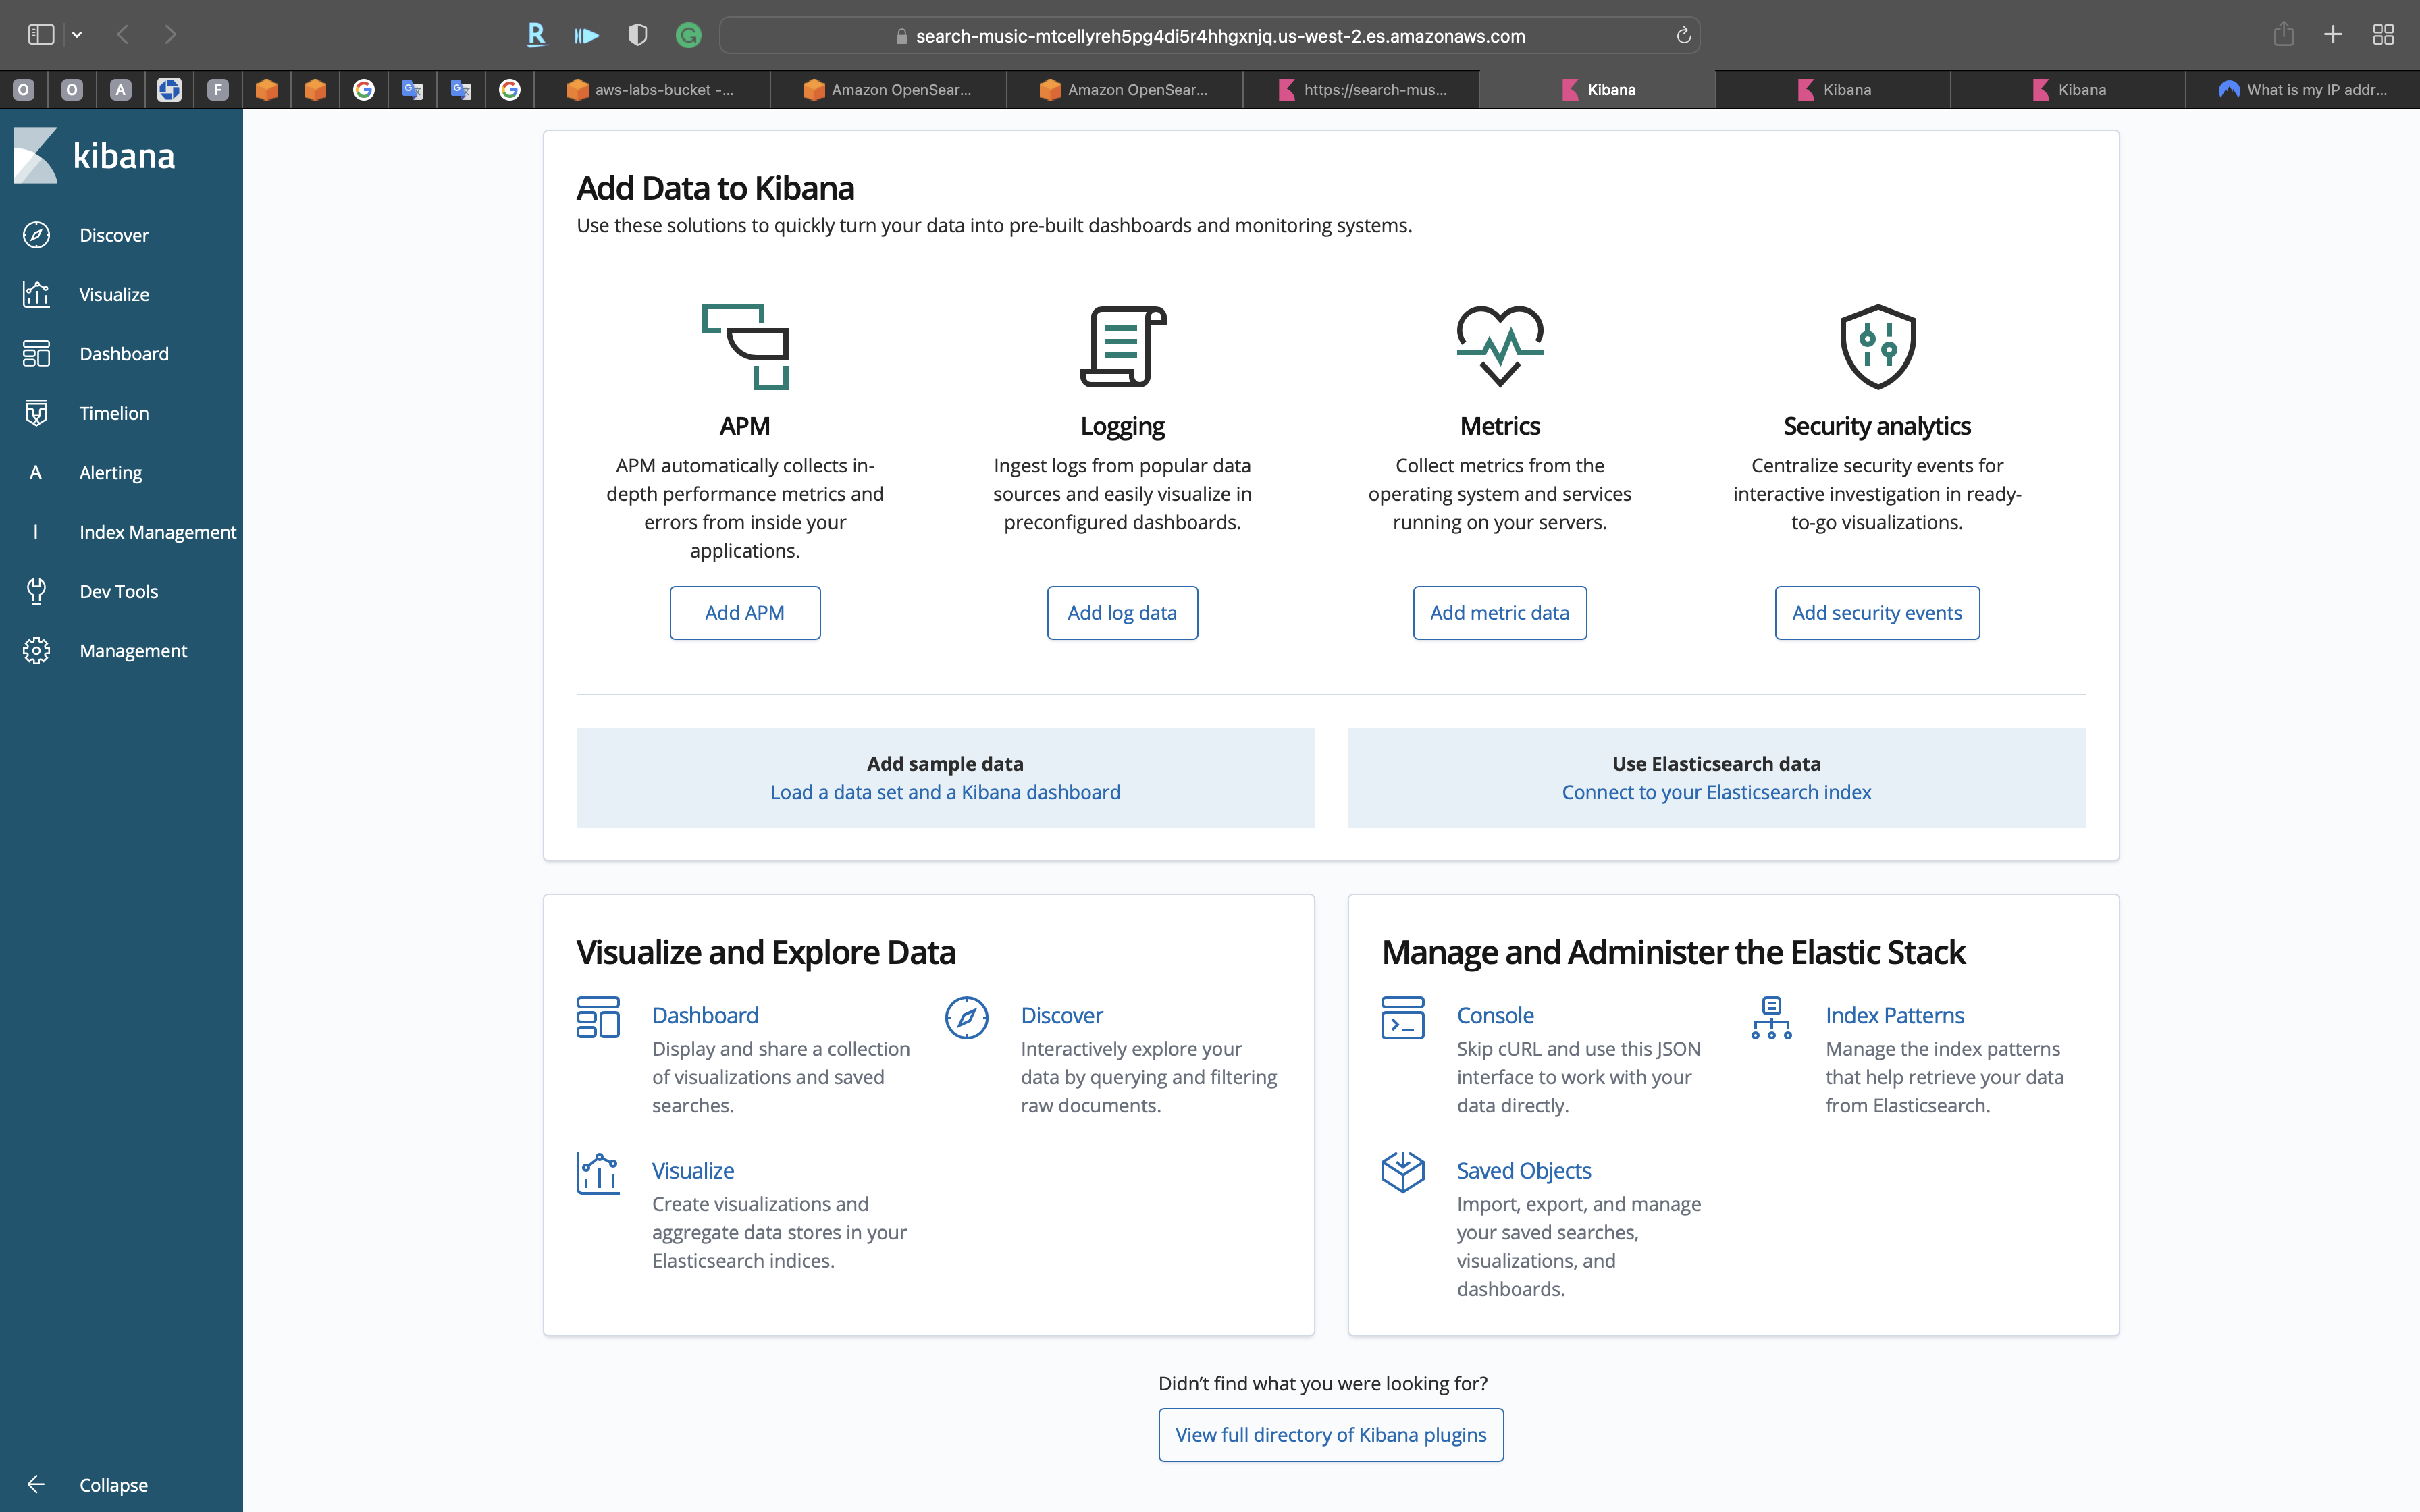 search-music-mtcellyreh5pg4di5r4hhgxnjq.us-west-2.es.amazonaws.com
O
O
A
F
aws-labs-bucket -...
Amazon OpenSear...
Amazon OpenSear...
https://search-mus...
Kibana
Kibana
Kibana
What is my IP addr...
kibana
Discover
Visualize
Dashboard
Timelion
A Alerting
I Index Management
Dev Tools
Management
Collapse
Add Data to Kibana
Use these solutions to quickly turn your data into pre-built dashboards and monitoring systems.
APM
APM automatically collects in-
depth performance metrics and
errors from inside your
applications.
Add APM
Logging
Ingest logs from popular data
sources and easily visualize in
preconfigured dashboards.
Add log data
Metrics
Collect metrics from the
operating system and services
running on your servers.
Add metric data
Security analytics
Centralize security events for
interactive investigation in ready-
to-go visualizations.
Add security events
Add sample data
Load a data set and a Kibana dashboard
Use Elasticsearch data
Connect to your Elasticsearch index
Visualize and Explore Data
Dashboard
Display and share a collection
of visualizations and saved
searches.
Discover
Interactively explore your
data by querying and filtering
raw documents.
Visualize
Create visualizations and
aggregate data stores in your
Elasticsearch indices.
Manage and Administer the Elastic Stack
Console
Skip cURL and use this JSON
interface to work with your
data directly.
Index Patterns
Manage the index patterns
that help retrieve your data
from Elasticsearch.
Saved Objects
Import, export, and manage
your saved searches,
visualizations, and
dashboards.
Didn't find what you were looking for?
View full directory of Kibana plugins